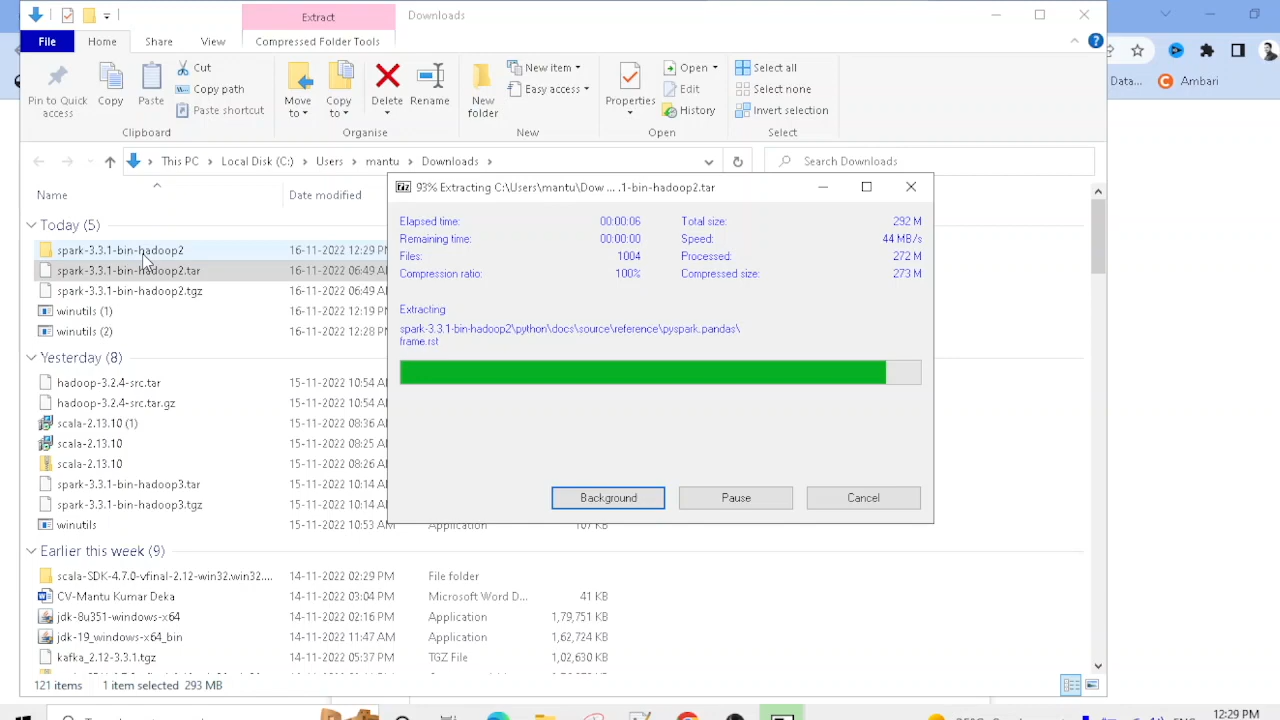 Extract
Downloads
File
Home
Share
View
Compressed Folder Tools
Pin to Quick access
Copy
Paste
Cut
Copy path
Paste shortcut
Clipboard
Move to
Copy to
Delete
Rename
Organise
New folder
New item
Easy access
New
Properties
Open
Edit
History
Open
Select all
Select none
Invert selection
Select
Data...
Ambari
This PC > Local Disk (C:) > Users > mantu > Downloads >
Search Downloads
Name
Date modified
Today (5)
spark-3.3.1-bin-hadoop2 16-11-2022 12:29 PM
spark-3.3.1-bin-hadoop2.tar 16-11-2022 06:49 A
spark-3.3.1-bin-hadoop2.tgz 16-11-2022 06:49 A
winutils (1) 16-11-2022 12:19 PM
winutils (2) 16-11-2022 12:28 PM
Yesterday (8)
hadoop-3.2.4-src.tar 15-11-2022 10:54 A
hadoop-3.2.4-src.tar.gz 15-11-2022 10:54 A
scala-2.13.10 (1) 15-11-2022 08:36 A
scala-2.13.10 15-11-2022 08:25 A
scala-2.13.10 15-11-2022 08:26 A
spark-3.3.1-bin-hadoop3.tar 15-11-2022 10:14 A
spark-3.3.1-bin-hadoop3.tgz 15-11-2022 10:14 A
winutils 15-11-2022 10:53 AM Application 107 KB
Earlier this week (9)
scala-SDK-4.7.0-vfinal-2.12-win32.win32.... 14-11-2022 02:29 PM File folder
CV-Mantu Kumar Deka 14-11-2022 03:04 PM Microsoft Word D... 41 KB
jdk-8u351-windows-x64 14-11-2022 02:16 PM Application 1,79,751 KB
jdk-19_windows-x64_bin 14-11-2022 11:47 AM Application 1,62,724 KB
kafka_2.12-3.3.1.tgz 14-11-2022 05:37 PM TGZ File 1,02,630 KB
93% Extracting C:\Users\mantu\Dow ... .1-bin-hadoop2.tar
Elapsed time: 00:00:06 Total size: 292 M
Remaining time: 00:00:00 Speed: 44 MB/s
Files: 1004 Processed: 272 M
Compression ratio: 100% Compressed size: 273 M
Extracting
spark-3.3.1-bin-hadoop2\python\docs\source\reference\pyspark.pandas\
frame.rst
Background
Pause
Cancel
121 items 1 item selected 293 MB
12:29 PM